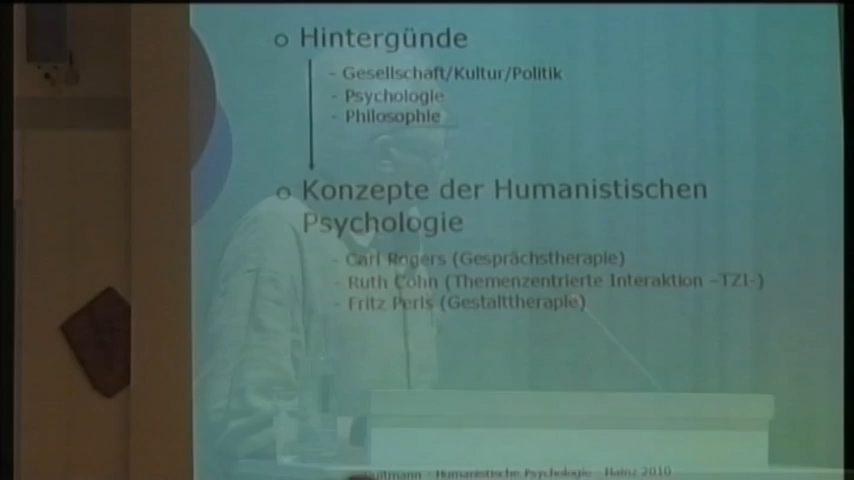 o Hintergünde
- Gesellschaft/Kultur/Politik
- Psychologie
- Philosophie
o Konzepte der Humanistischen
Psychologie
- Carl Rogers (Gesprächstherapie)
- Ruth Cohn (Themenzentrierte Interaktion –TZI-)
- Fritz Perls (Gestalttherapie)
- Humanistische Psychologie - Mainz 2010